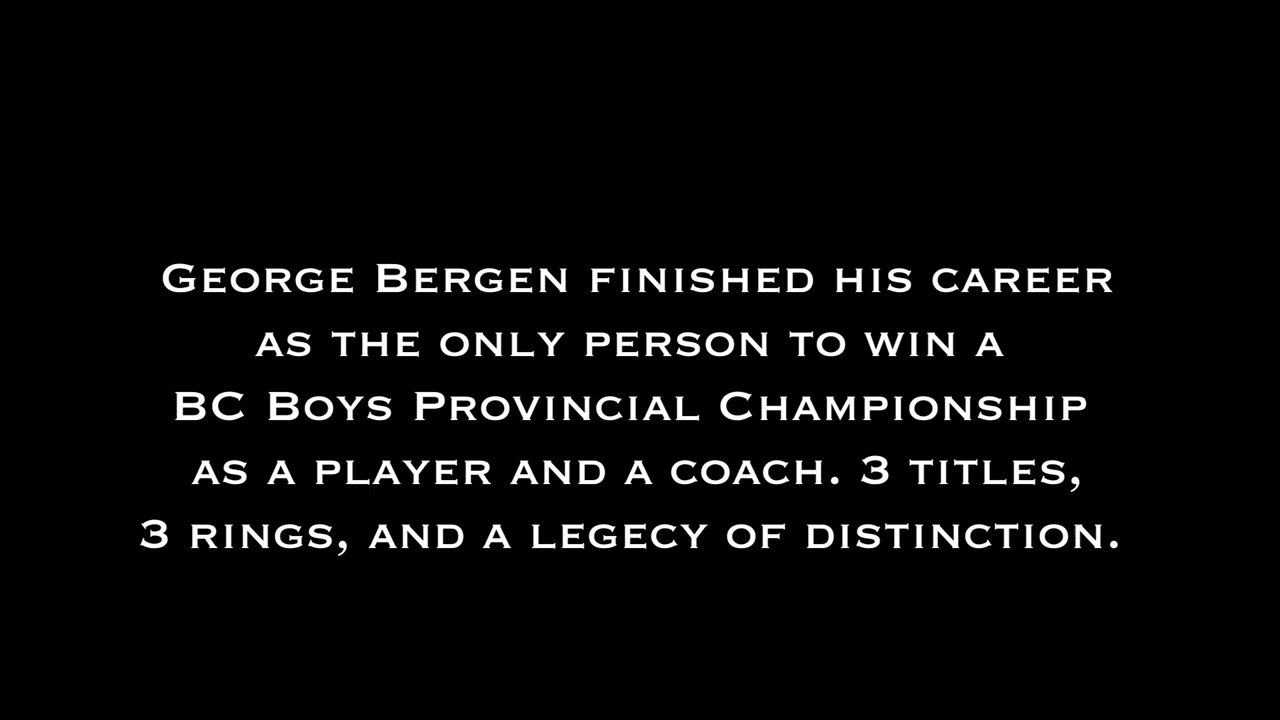 George Bergen finished his career
as the only person to win a
BC Boys Provincial Championship
as a player and a coach. 3 titles,
3 rings, and a legecy of distinction.